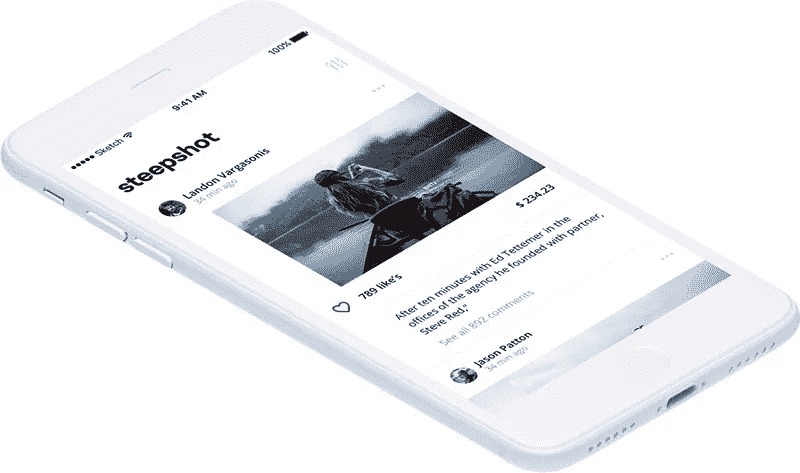 ●●●●● Sketch 9:41 AM 100%
steepshot
Landon Vargasonis
34 min ago
789 like's $ 234.23
After ten minutes with Ed Tettemer in the
offices of the agency he founded with partner,
Steve Red,"
See all 892 comments
Jason Patton
34 min ago